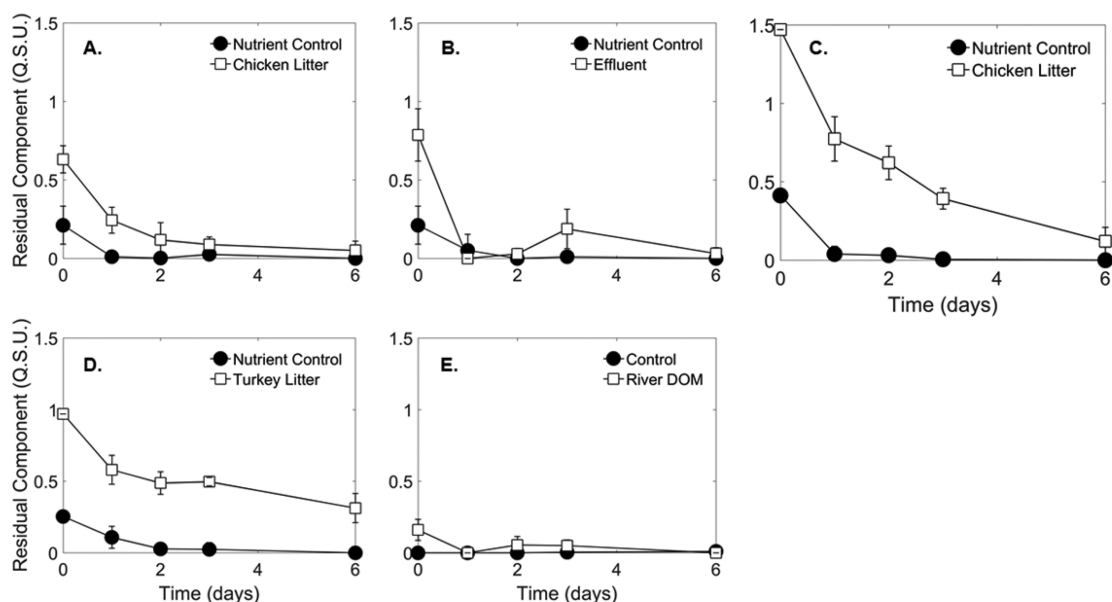 Residual Component (Q.S.U.)
1.5
1
0.5
0
A.
Nutrient Control
Chicken Litter
0 2 4 6
1.5
1
0.5
0
B.
Nutrient Control
Effluent
0 2 4 6
1.5
1
0.5
0
C.
Nutrient Control
Chicken Litter
0 2 4 6
Time (days)
Residual Component (Q.S.U.)
1.5
1
0.5
0
D.
Nutrient Control
Turkey Litter
0 2 4 6
Time (days)
1.5
1
0.5
0
E.
Control
River DOM
0 2 4 6
Time (days)